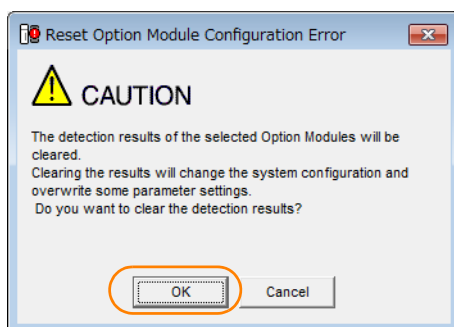 Reset Option Module Configuration Error
CAUTION
The detection results of the selected Option Modules will be
cleared.
Clearing the results will change the system configuration and
overwrite some parameter settings.
Do you want to clear the detection results?
OK Cancel